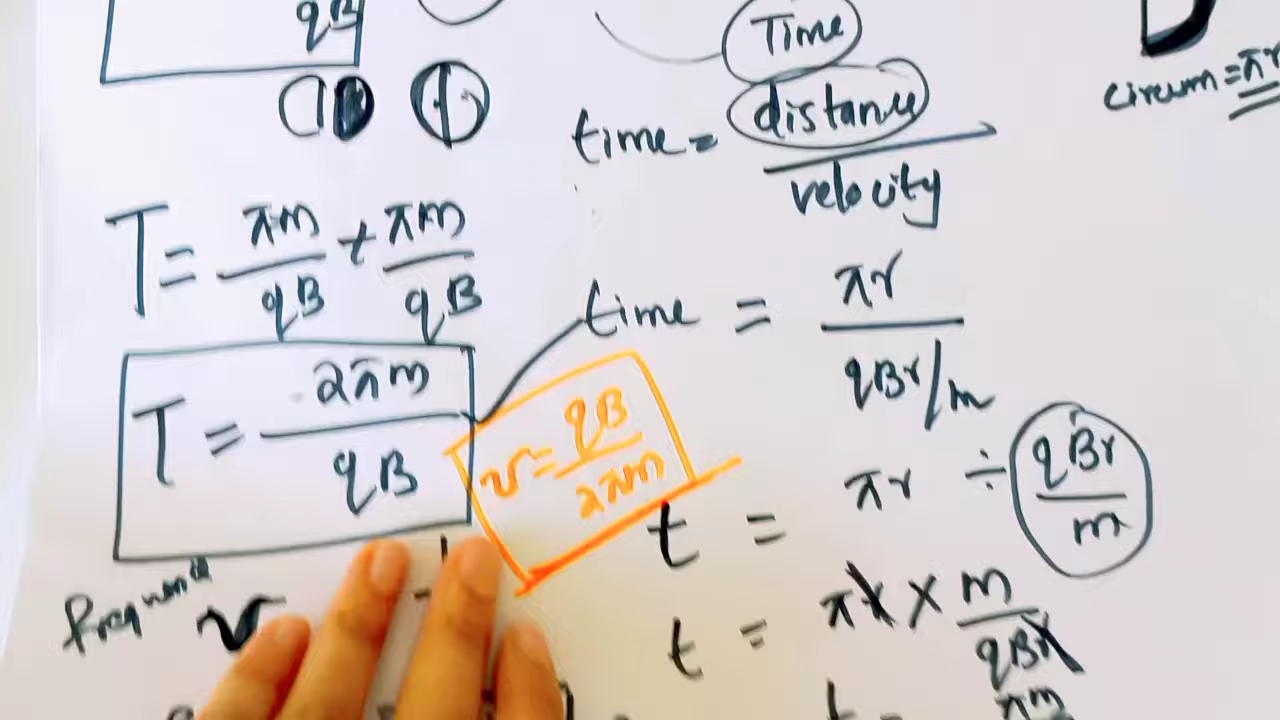 qB
Time
time = distance / velocity
circum = πr
T = πm/qB + πm/qB
time = πr / qBr/m
T = 2πm / qB
ν = qB / 2πm
t = πr ÷ qBr/m
frequence
ν
t = πr × m/qBr
t
πm